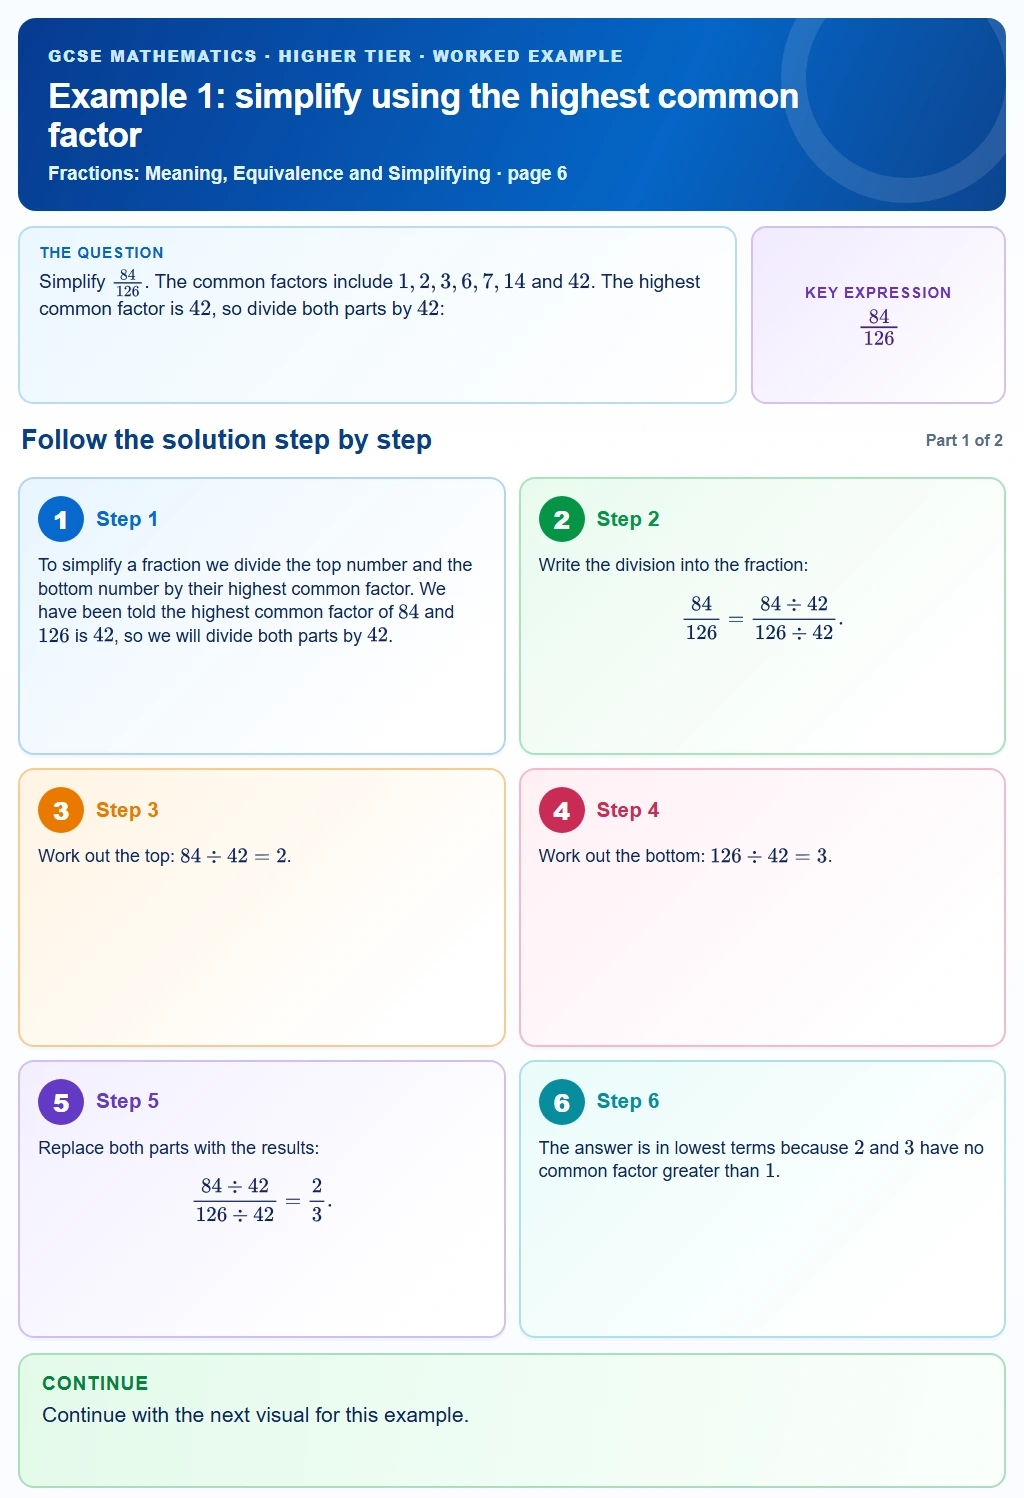 GCSE MATHEMATICS · HIGHER TIER · WORKED EXAMPLE
Example 1: simplify using the highest common
factor
Fractions: Meaning, Equivalence and Simplifying · page 6
THE QUESTION
Simplify 84/126. The common factors include 1, 2, 3, 6, 7, 14 and 42. The highest
common factor is 42, so divide both parts by 42:
KEY EXPRESSION
84/126
Follow the solution step by step
Part 1 of 2
1 Step 1
To simplify a fraction we divide the top number and the
bottom number by their highest common factor. We
have been told the highest common factor of 84 and
126 is 42, so we will divide both parts by 42.
2 Step 2
Write the division into the fraction:
84/126 = (84 ÷ 42)/(126 ÷ 42).
3 Step 3
Work out the top: 84 ÷ 42 = 2.
4 Step 4
Work out the bottom: 126 ÷ 42 = 3.
5 Step 5
Replace both parts with the results:
(84 ÷ 42)/(126 ÷ 42) = 2/3.
6 Step 6
The answer is in lowest terms because 2 and 3 have no
common factor greater than 1.
CONTINUE
Continue with the next visual for this example.